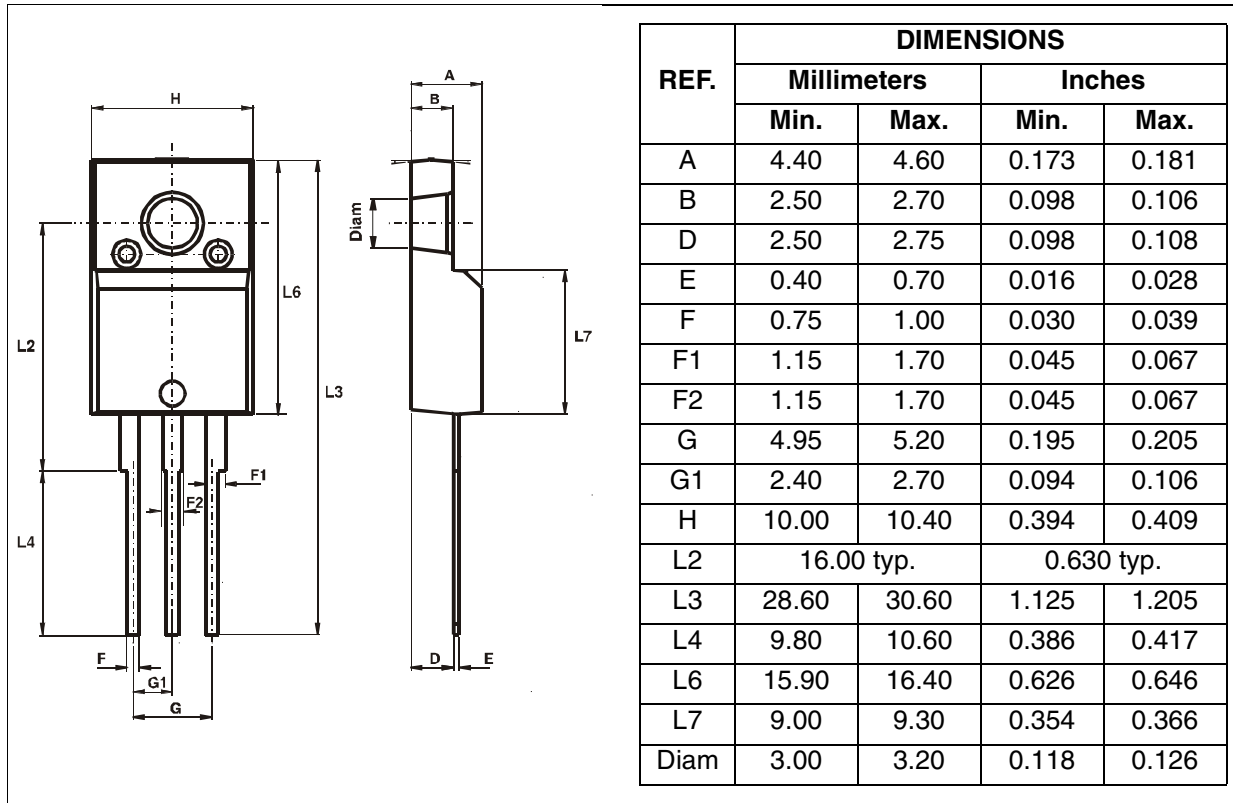 H
A
B
Diam
L6
L2
L7
L3
F1
F2
L4
F
D
E
G1
G
REF.
DIMENSIONS
Millimeters Inches
Min. Max. Min. Max.
A 4.40 4.60 0.173 0.181
B 2.50 2.70 0.098 0.106
D 2.50 2.75 0.098 0.108
E 0.40 0.70 0.016 0.028
F 0.75 1.00 0.030 0.039
F1 1.15 1.70 0.045 0.067
F2 1.15 1.70 0.045 0.067
G 4.95 5.20 0.195 0.205
G1 2.40 2.70 0.094 0.106
H 10.00 10.40 0.394 0.409
L2 16.00 typ. 0.630 typ.
L3 28.60 30.60 1.125 1.205
L4 9.80 10.60 0.386 0.417
L6 15.90 16.40 0.626 0.646
L7 9.00 9.30 0.354 0.366
Diam 3.00 3.20 0.118 0.126